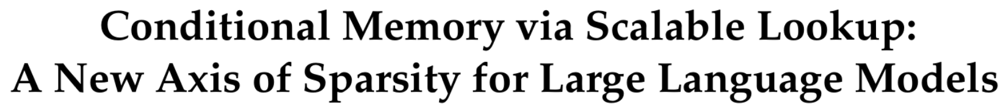 Conditional Memory via Scalable Lookup:
A New Axis of Sparsity for Large Language Models